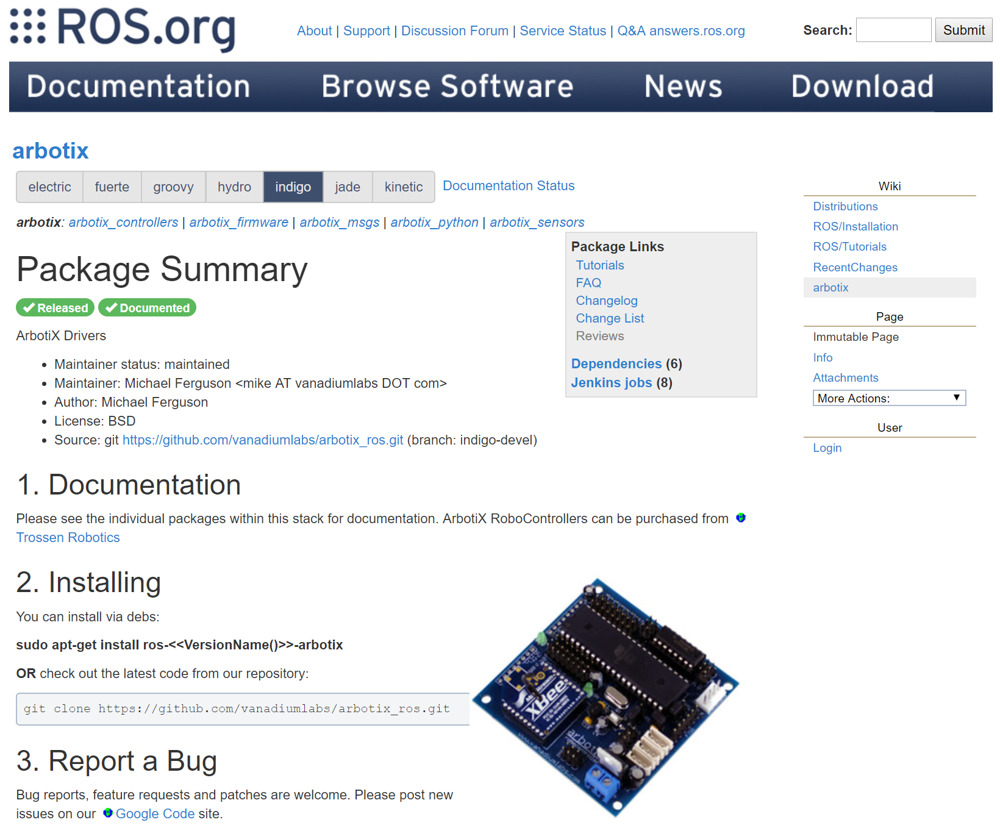 ROS.org
About | Support | Discussion Forum | Service Status | Q&A answers.ros.org
Search: Submit
Documentation Browse Software News Download
arbotix
electric fuerte groovy hydro indigo jade kinetic Documentation Status
arbotix: arbotix_controllers | arbotix_firmware | arbotix_msgs | arbotix_python | arbotix_sensors
Package Summary
Released Documented
ArbotiX Drivers
• Maintainer status: maintained
• Maintainer: Michael Ferguson <mike AT vanadiumlabs DOT com>
• Author: Michael Ferguson
• License: BSD
• Source: git https://github.com/vanadiumlabs/arbotix_ros.git (branch: indigo-devel)
Package Links
Tutorials
FAQ
Changelog
Change List
Reviews
Dependencies (6)
Jenkins jobs (8)
Wiki
Distributions
ROS/Installation
ROS/Tutorials
RecentChanges
arbotix
Page
Immutable Page
Info
Attachments
More Actions:
User
Login
1. Documentation
Please see the individual packages within this stack for documentation. ArbotiX RoboControllers can be purchased from
Trossen Robotics
2. Installing
You can install via debs:
sudo apt-get install ros-<<VersionName()>>-arbotix
OR check out the latest code from our repository:
git clone https://github.com/vanadiumlabs/arbotix_ros.git
3. Report a Bug
Bug reports, feature requests and patches are welcome. Please post new
issues on our Google Code site.
XBee
www.vanadiumlabs.com